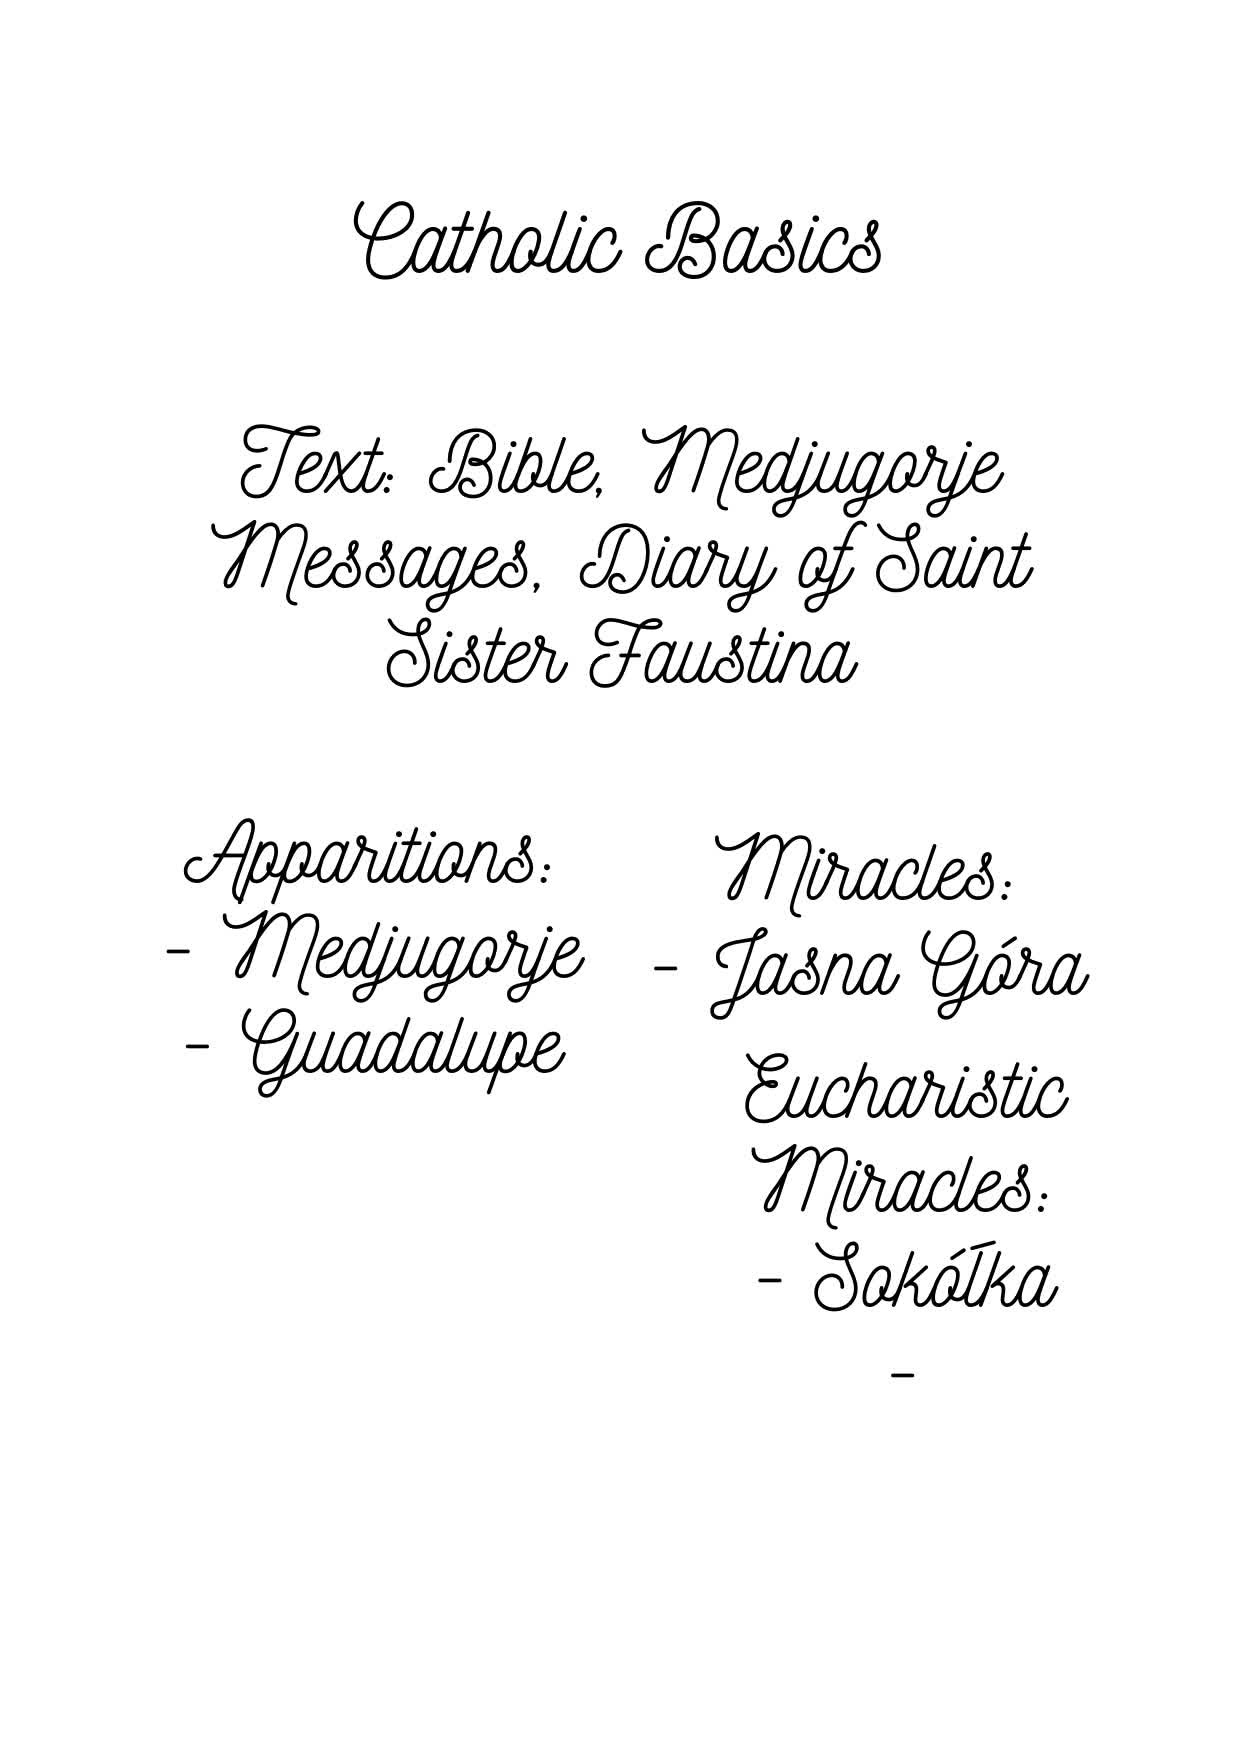 Catholic Basics
Text: Bible, Medjugorje
Messages, Diary of Saint
Sister Faustina
Apparitions:
- Medjugorje
- Guadalupe
Miracles:
- Jasna Góra
Eucharistic
Miracles:
- Sokółka
-